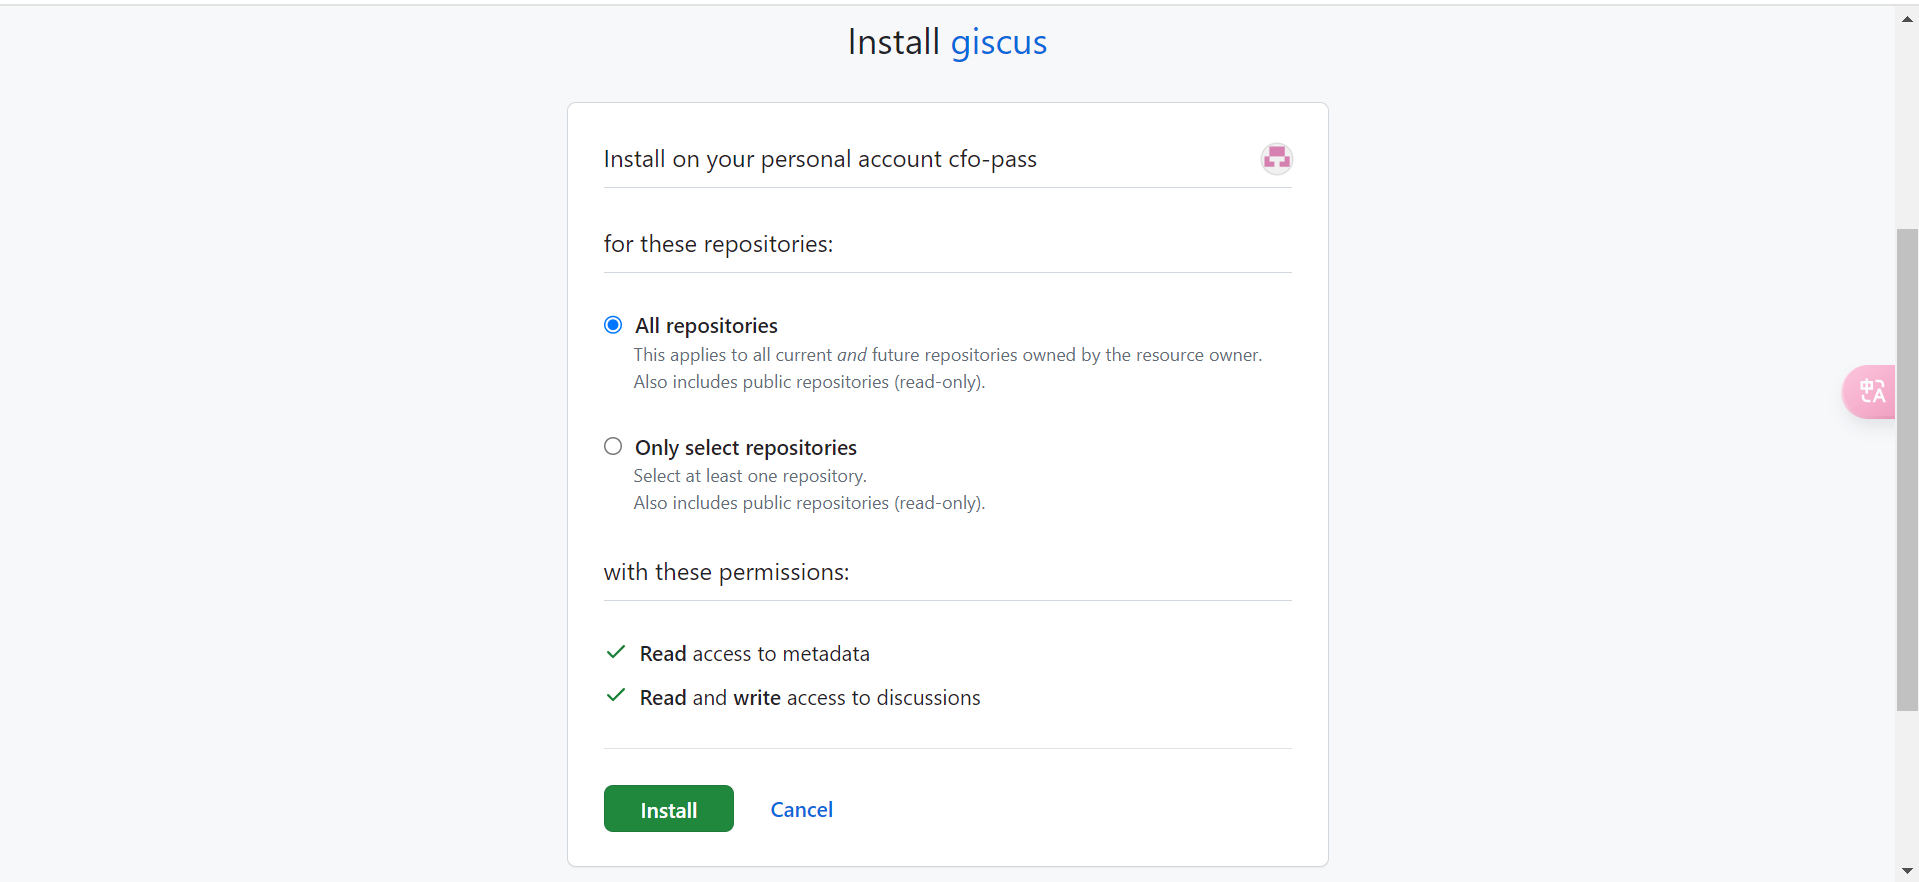 Install giscus
Install on your personal account cfo-pass
for these repositories:
All repositories
This applies to all current and future repositories owned by the resource owner.
Also includes public repositories (read-only).
Only select repositories
Select at least one repository.
Also includes public repositories (read-only).
with these permissions:
Read access to metadata
Read and write access to discussions
Install Cancel
中 A